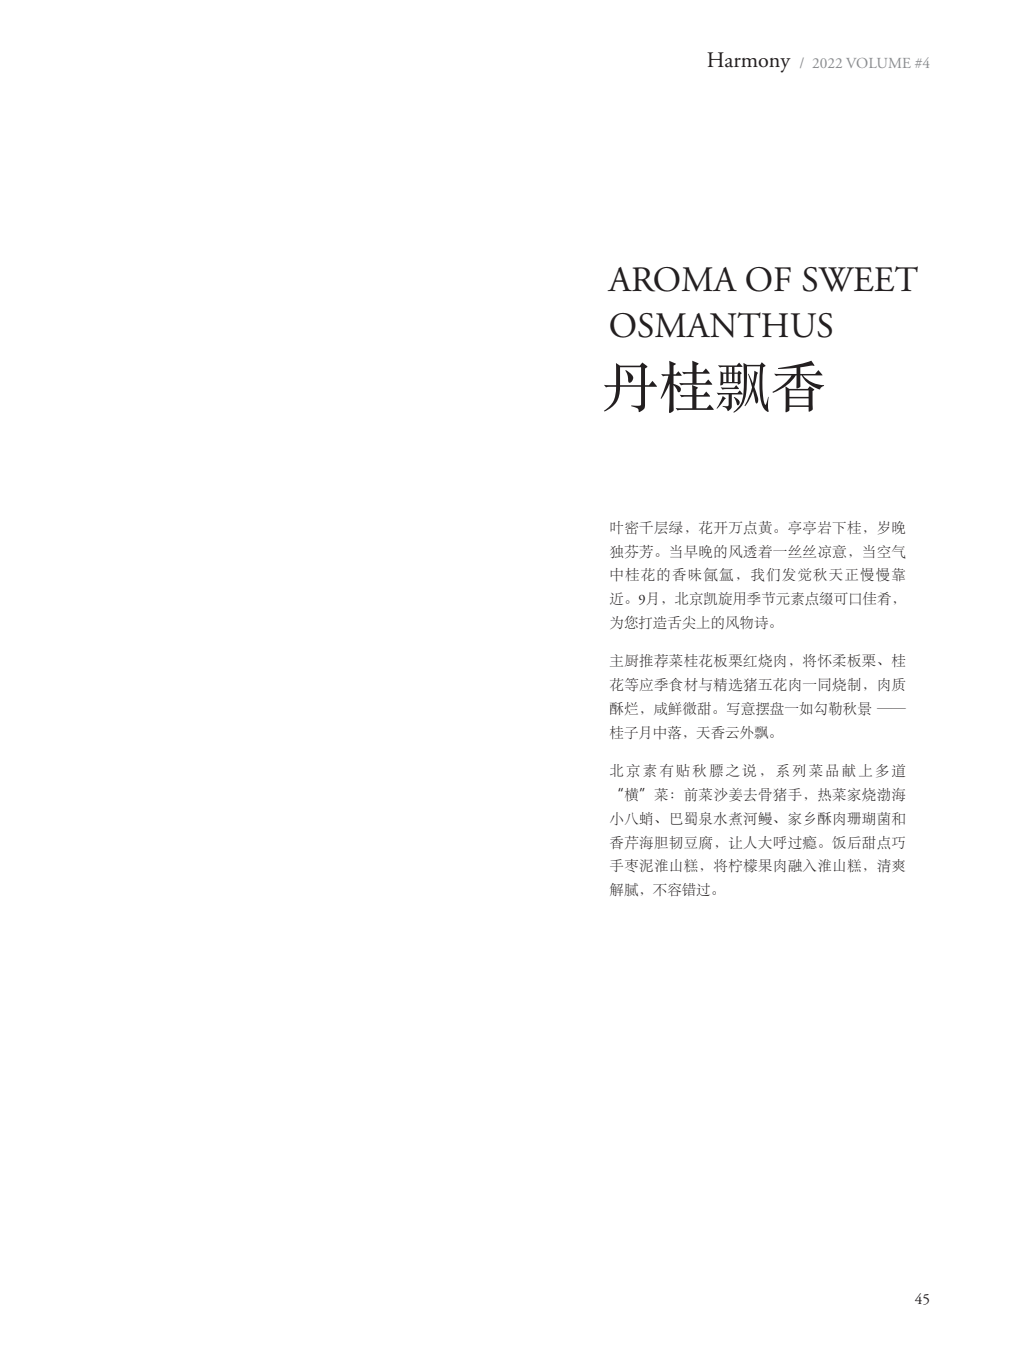 Harmony / 2022 VOLUME #4
AROMA OF SWEET
OSMANTHUS
丹桂飘香
叶密千层绿，花开万点黄。亭亭岩下桂，岁晚
独芬芳。当早晚的风透着一丝丝凉意，当空气
中桂花的香味氤氲，我们发觉秋天正慢慢靠
近。9月，北京凯旋用季节元素点缀可口佳肴，
为您打造舌尖上的风物诗。
主厨推荐菜桂花板栗红烧肉，将怀柔板栗、桂
花等应季食材与精选猪五花肉一同烧制，肉质
酥烂，咸鲜微甜。写意摆盘一如勾勒秋景 ——
桂子月中落，天香云外飘。
北京素有贴秋膘之说，系列菜品献上多道
“横”菜：前菜沙姜去骨猪手，热菜家烧渤海
小八蛸、巴蜀泉水煮河鳗、家乡酥肉珊瑚菌和
香芹海胆韧豆腐，让人大呼过瘾。饭后甜点巧
手枣泥淮山糕，将柠檬果肉融入淮山糕，清爽
解腻，不容错过。
45